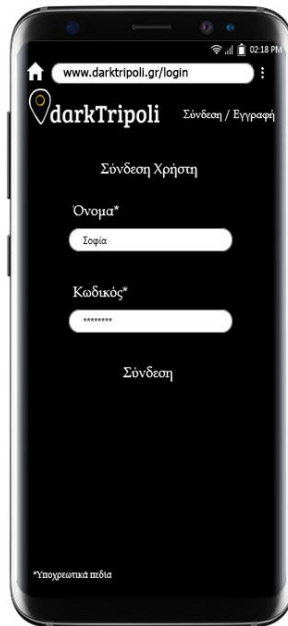 02:18 PM
www.darktripoli.gr/login
darkTripoli Σύνδεση / Εγγραφή
Σύνδεση Χρήστη
Όνομα*
Σοφία
Κωδικός*
********
Σύνδεση
*Υποχρεωτικά πεδία